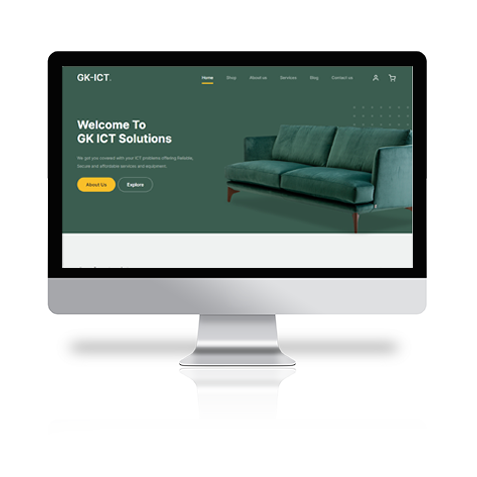 GK-ICT.
Home Shop About us Services Blog Contact us
Welcome To
GK ICT Solutions
We got you covered with your ICT problems offering Reliable,
Secure and affordable services and equipment.
About Us Explore